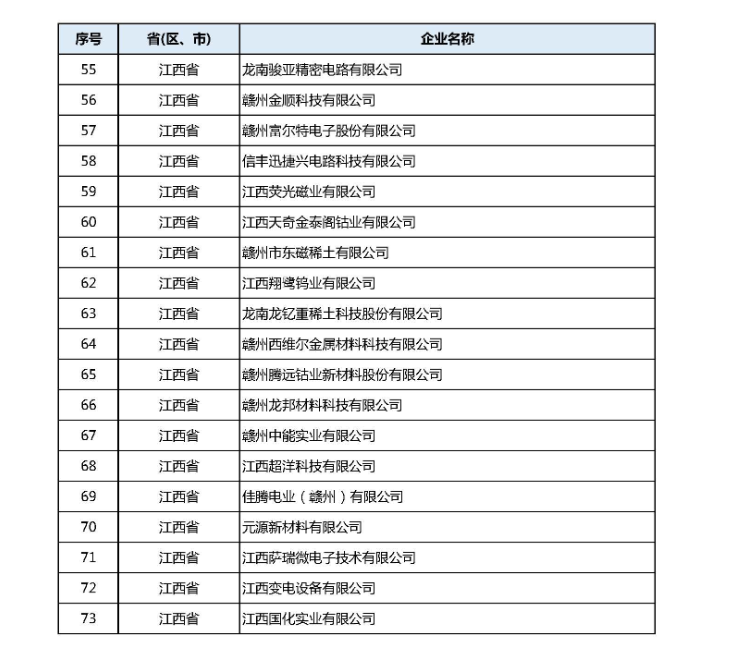 序号 省(区、市) 企业名称
55 江西省 龙南骏亚精密电路有限公司
56 江西省 赣州金顺科技有限公司
57 江西省 赣州富尔特电子股份有限公司
58 江西省 信丰迅捷兴电路科技有限公司
59 江西省 江西荧光磁业有限公司
60 江西省 江西天奇金泰阁钴业有限公司
61 江西省 赣州市东磁稀土有限公司
62 江西省 江西翔鹭钨业有限公司
63 江西省 龙南龙钇重稀土科技股份有限公司
64 江西省 赣州西维尔金属材料科技有限公司
65 江西省 赣州腾远钴业新材料股份有限公司
66 江西省 赣州龙邦材料科技有限公司
67 江西省 赣州中能实业有限公司
68 江西省 江西超洋科技有限公司
69 江西省 佳腾电业（赣州）有限公司
70 江西省 元源新材料有限公司
71 江西省 江西萨瑞微电子技术有限公司
72 江西省 江西变电设备有限公司
73 江西省 江西国化实业有限公司